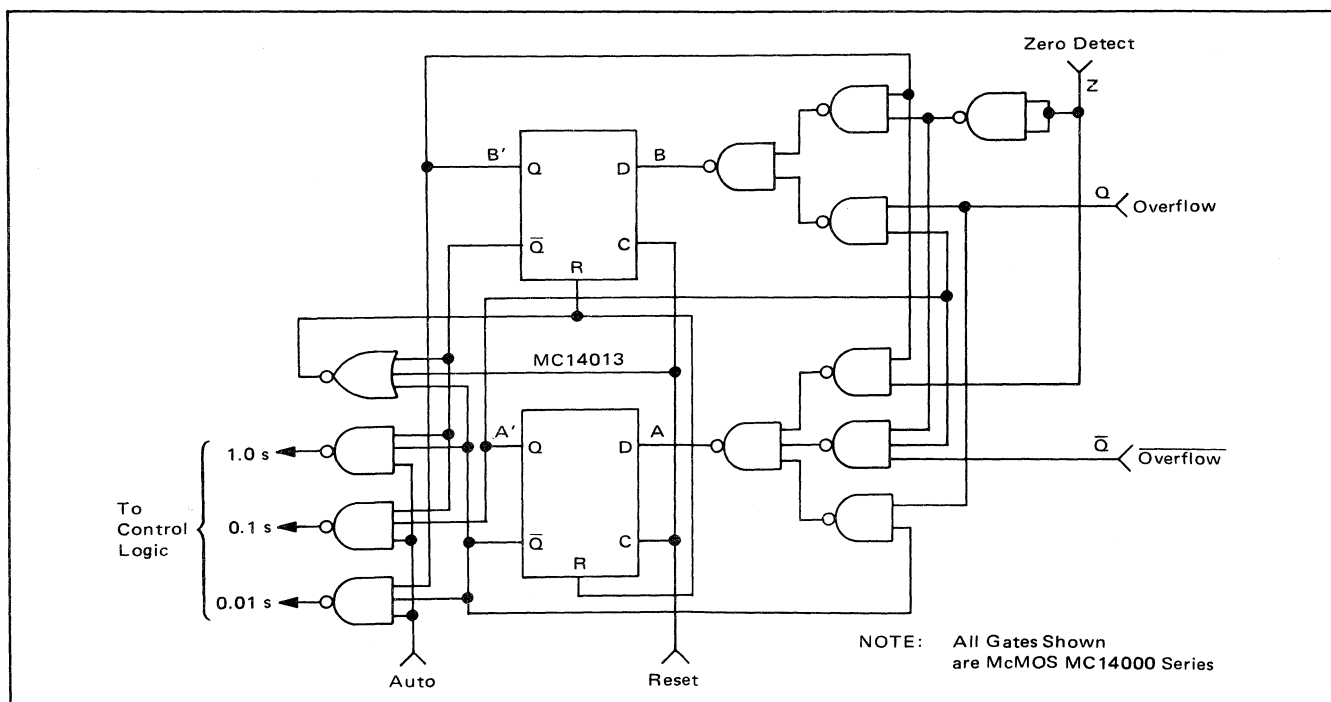 Zero Detect
Z
B'
Q
D
B
Q
Overflow
Q̅
C
R
MC14013
A'
Q
D
A
Q̅
Overflow
1.0 s
To
Control
Logic
0.1 s
Q̅
C
R
0.01 s
NOTE: All Gates Shown
are McMOS MC14000 Series
Auto
Reset